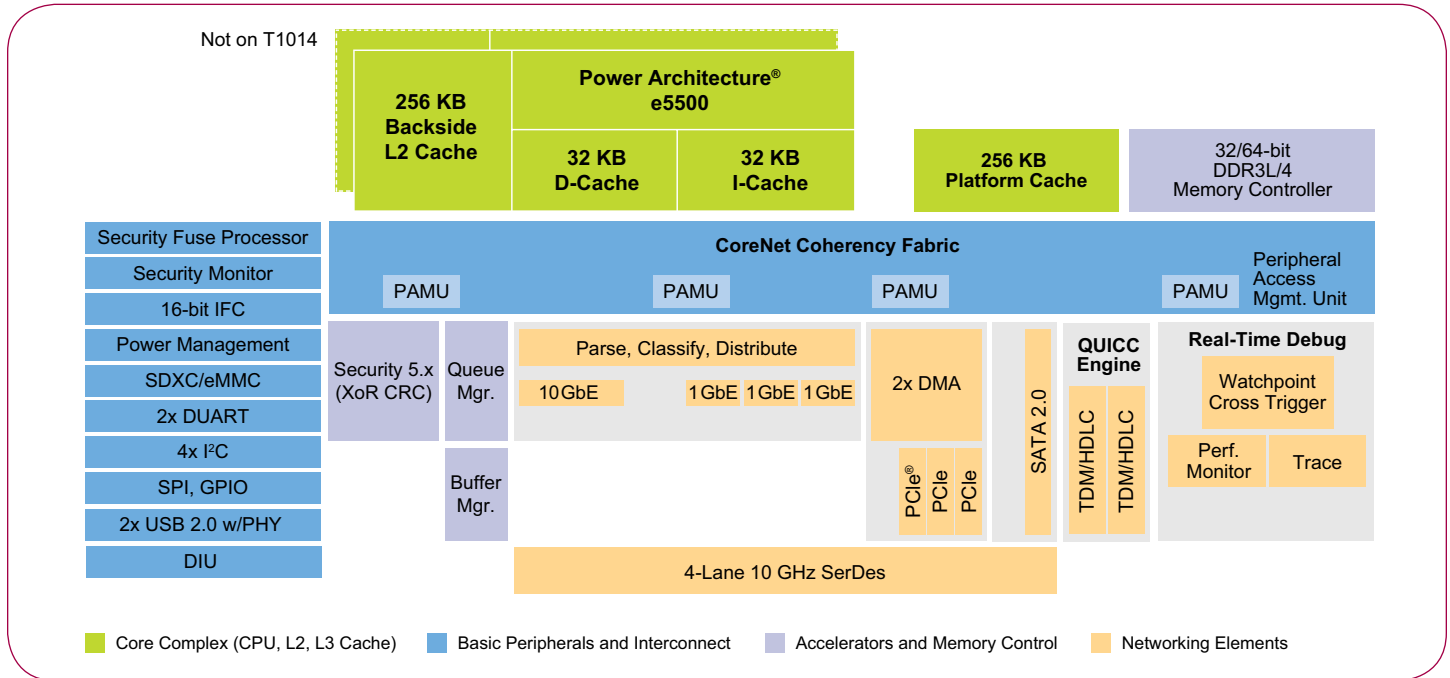 Not on T1014
Power Architecture®
e5500
256 KB
Backside
L2 Cache
32 KB
D-Cache
32 KB
I-Cache
256 KB
Platform Cache
32/64-bit
DDR3L/4
Memory Controller
Security Fuse Processor
Security Monitor
16-bit IFC
Power Management
SDXC/eMMC
2x DUART
4x I²C
SPI, GPIO
2x USB 2.0 w/PHY
DIU
CoreNet Coherency Fabric
PAMU
PAMU
PAMU
PAMU
Peripheral
Access
Mgmt. Unit
Security 5.x
(XoR CRC)
Queue
Mgr.
Buffer
Mgr.
Parse, Classify, Distribute
10GbE
1GbE
1GbE
1GbE
2x DMA
PCIe®
PCIe
PCIe
SATA 2.0
QUICC
Engine
TDM/HDLC
TDM/HDLC
Real-Time Debug
Watchpoint
Cross Trigger
Perf.
Monitor
Trace
4-Lane 10 GHz SerDes
Core Complex (CPU, L2, L3 Cache)
Basic Peripherals and Interconnect
Accelerators and Memory Control
Networking Elements